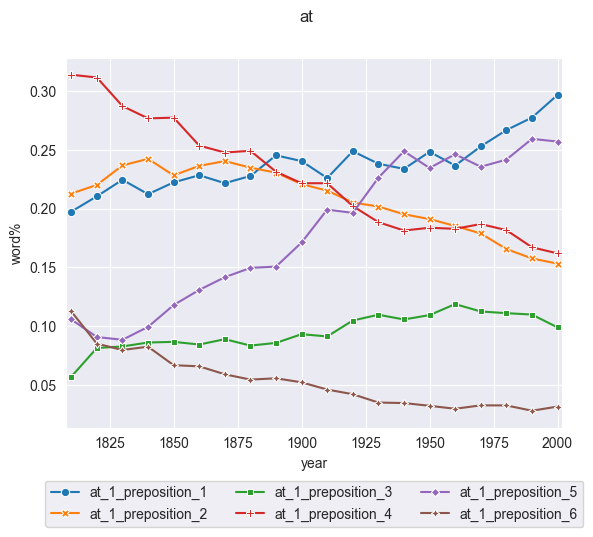 at
0.30
0.25
0.20
0.15
0.10
0.05
word%
1825 1850 1875 1900 1925 1950 1975 2000
year
at_1_preposition_1 at_1_preposition_3 at_1_preposition_5
at_1_preposition_2 at_1_preposition_4 at_1_preposition_6